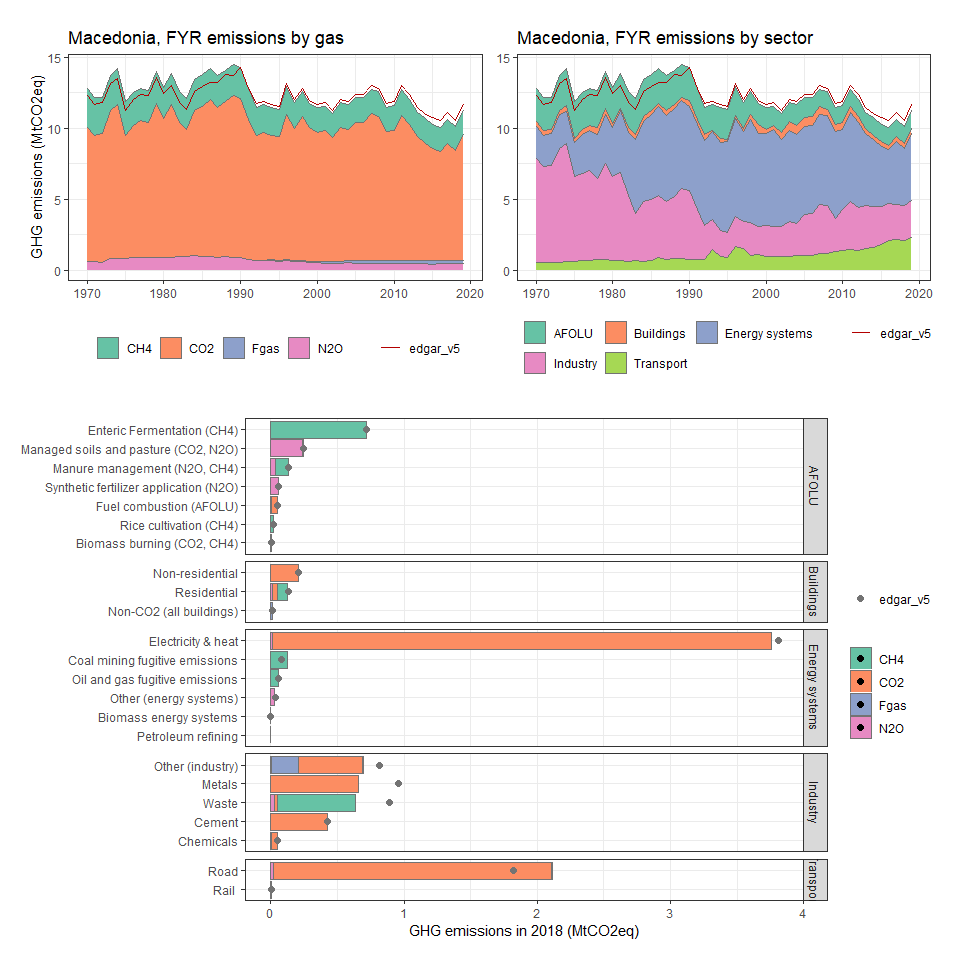 Macedonia, FYR emissions by gas
Macedonia, FYR emissions by sector
GHG emissions (MtCO2eq)
15
10
5
0
1970
1980
1990
2000
2010
2020
15
10
5
0
1970
1980
1990
2000
2010
2020
CH4
CO2
Fgas
N2O
edgar_v5
AFOLU
Buildings
Energy systems
edgar_v5
Industry
Transport
Enteric Fermentation (CH4)
Managed soils and pasture (CO2, N2O)
Manure management (N2O, CH4)
Synthetic fertilizer application (N2O)
Fuel combustion (AFOLU)
Rice cultivation (CH4)
Biomass burning (CO2, CH4)
AFOLU
Non-residential
Residential
Non-CO2 (all buildings)
Buildings
Electricity & heat
Coal mining fugitive emissions
Oil and gas fugitive emissions
Other (energy systems)
Biomass energy systems
Petroleum refining
Energy systems
Other (industry)
Metals
Waste
Cement
Chemicals
Industry
Road
Rail
ranspo
0
1
2
3
4
GHG emissions in 2018 (MtCO2eq)
edgar_v5
CH4
CO2
Fgas
N2O